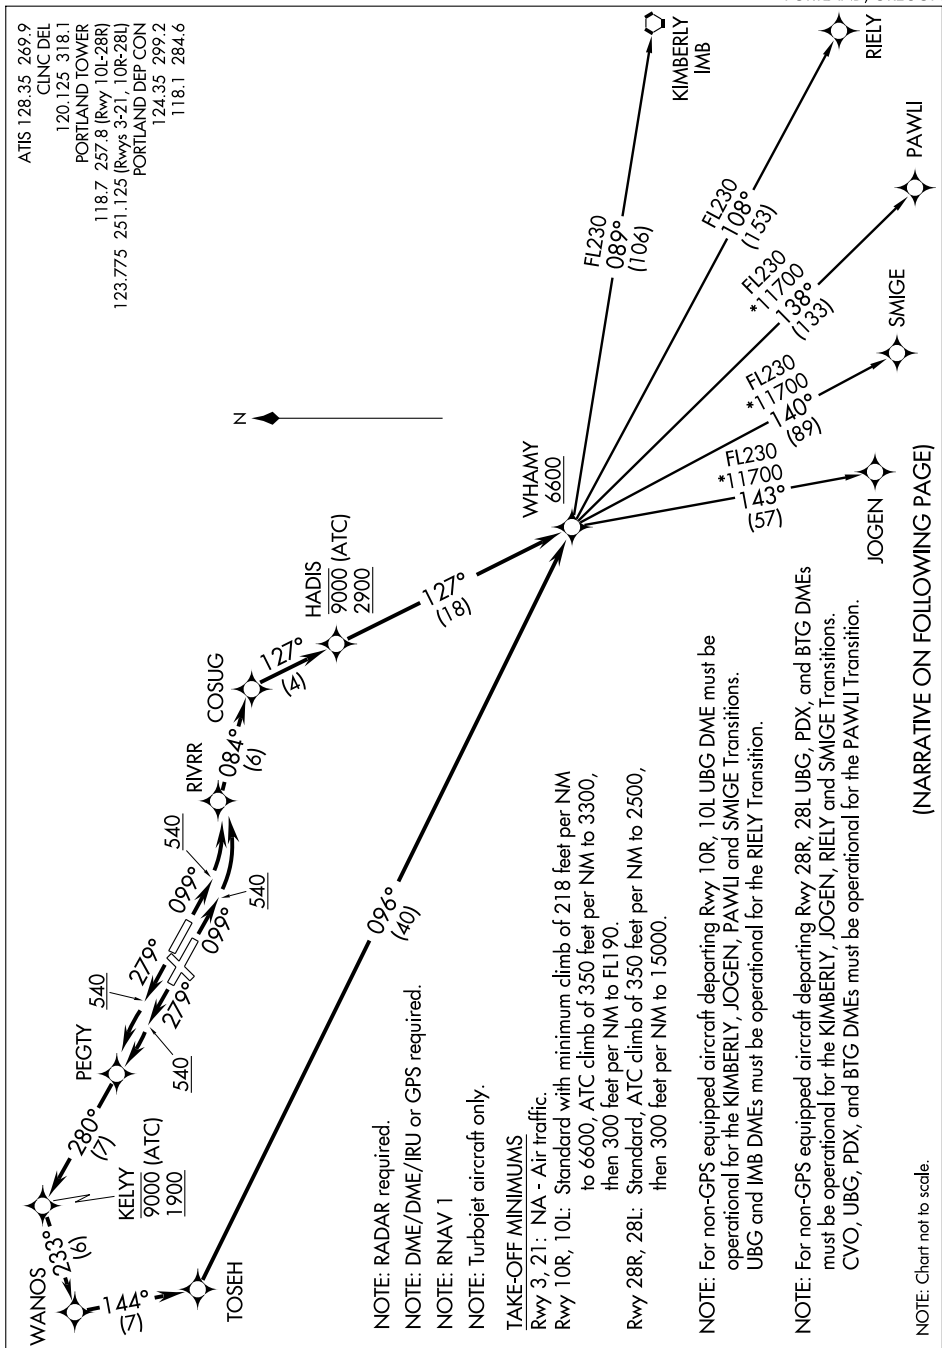 PORTLAND, OREGON
ATIS 128.35 269.9
CLNC DEL
120.125 318.1
PORTLAND TOWER
118.7 257.8 (Rwy 10L-28R)
123.775 251.125 (Rwys 3-21, 10R-28L)
PORTLAND DEP CON
124.35 299.2
118.1 284.6
N
WANOS
233°
(6)
144°
(7)
TOSEH
KELYY
9000 (ATC)
1900
280°
(7)
PEGTY
540
540
279°
279°
099°
099°
540
540
RIVRR
084°
(6)
COSUG
127°
(4)
HADIS
9000 (ATC)
2900
127°
(18)
096°
(40)
WHAMY
6600
FL230
089°
(106)
KIMBERLY
IMB
FL230
108°
(153)
RIELY
FL230
*11700
138°
(133)
PAWLI
FL230
*11700
140°
(89)
SMIGE
FL230
*11700
143°
(57)
JOGEN
NOTE: RADAR required.
NOTE: DME/DME/IRU or GPS required.
NOTE: RNAV 1
NOTE: Turbojet aircraft only.
TAKE-OFF MINIMUMS
Rwy 3, 21: NA - Air traffic.
Rwy 10R, 10L: Standard with minimum climb of 218 feet per NM
to 6600, ATC climb of 350 feet per NM to 3300,
then 300 feet per NM to FL190.
Rwy 28R, 28L: Standard, ATC climb of 350 feet per NM to 2500,
then 300 feet per NM to 15000.
NOTE: For non-GPS equipped aircraft departing Rwy 10R, 10L UBG DME must be
operational for the KIMBERLY, JOGEN, PAWLI and SMIGE Transitions.
UBG and IMB DMEs must be operational for the RIELY Transition.
NOTE: For non-GPS equipped aircraft departing Rwy 28R, 28L UBG, PDX, and BTG DMEs
must be operational for the KIMBERLY, JOGEN, RIELY and SMIGE Transitions.
CVO, UBG, PDX, and BTG DMEs must be operational for the PAWLI Transition.
(NARRATIVE ON FOLLOWING PAGE)
NOTE: Chart not to scale.